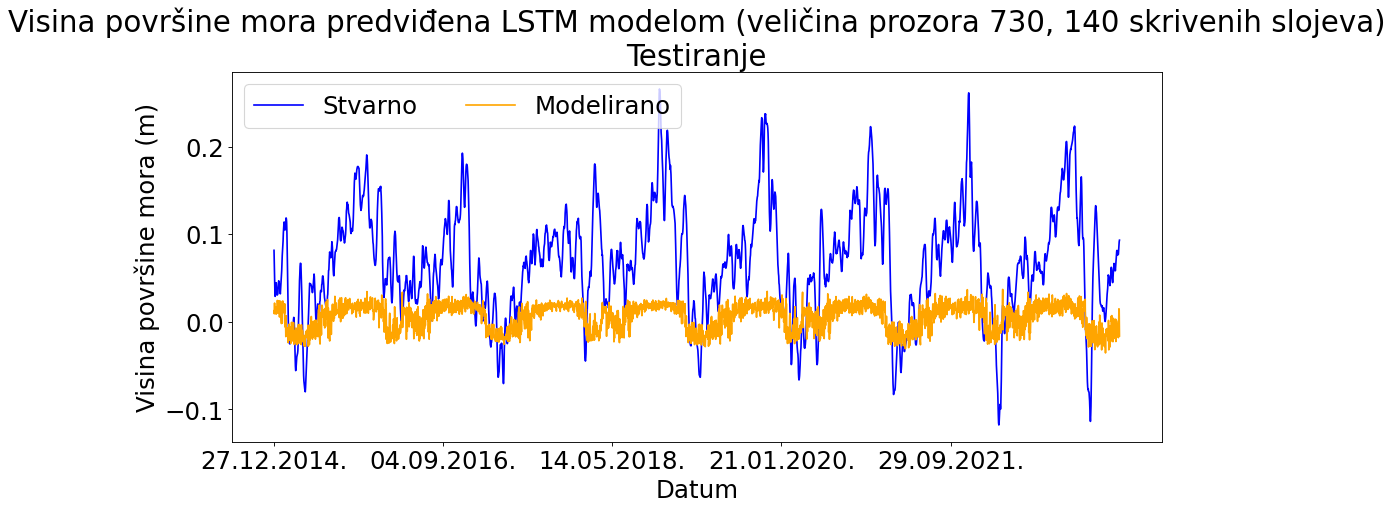 Visina površine mora predviđena LSTM modelom (veličina prozora 730, 140 skrivenih slojeva)
Testiranje
Stvarno
Modelirano
Visina površine mora (m)
0.2
0.1
0.0
−0.1
27.12.2014.
04.09.2016.
14.05.2018.
21.01.2020.
29.09.2021.
Datum